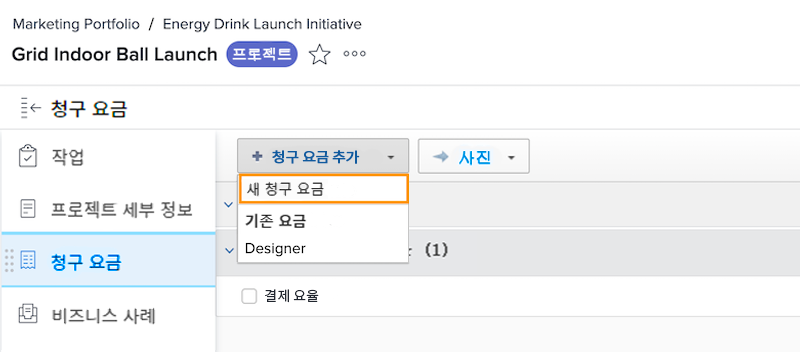 Marketing Portfolio / Energy Drink Launch Initiative
Grid Indoor Ball Launch 프로젝트
청구 요금
작업
프로젝트 세부 정보
청구 요금
비즈니스 사례
청구 요금 추가
사진
새 청구 요금
기존 요금
Designer
(1)
결제 요율